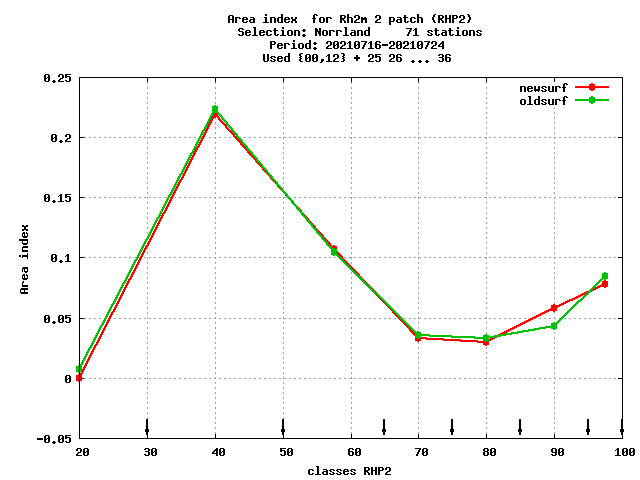 Area index  for Rh2m 2 patch (RHP2)
Selection: Norrland     71 stations
Period: 20210716-20210724
Used {00,12} + 25 26 ... 36
0.25
newsurf
oldsurf
0.2
0.15
Area index
0.1
0.05
0
-0.05
20 30 40 50 60 70 80 90 100
classes RHP2